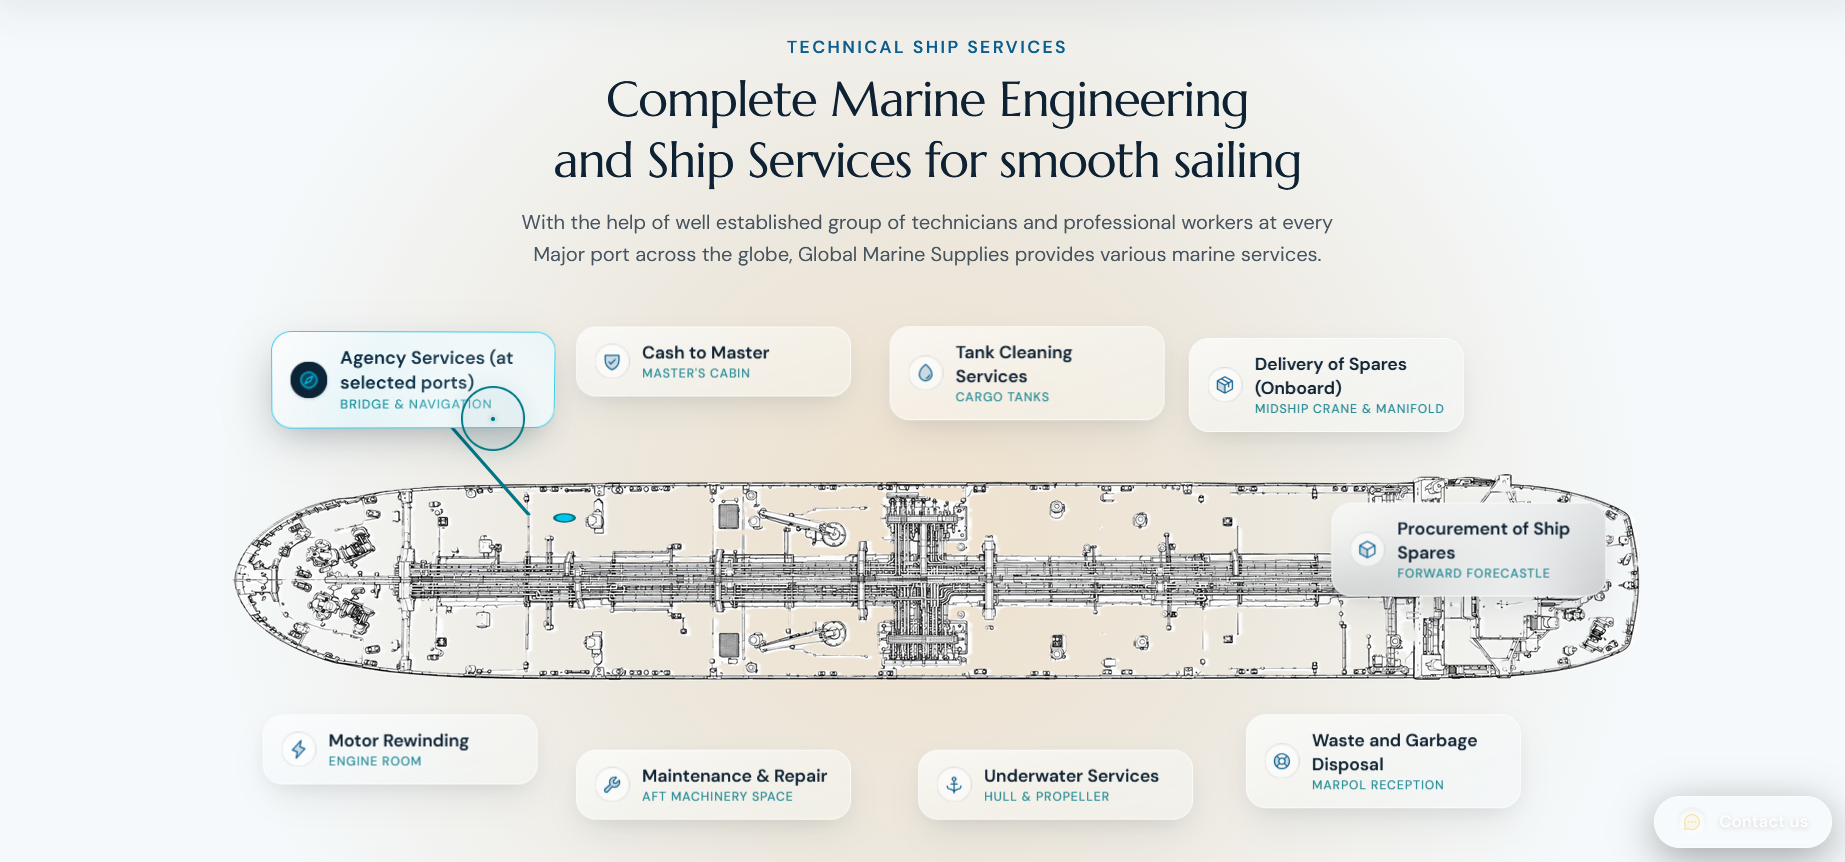 TECHNICAL SHIP SERVICES
Complete Marine Engineering
and Ship Services for smooth sailing
With the help of well established group of technicians and professional workers at every
Major port across the globe, Global Marine Supplies provides various marine services.
Agency Services (at
selected ports)
BRIDGE & NAVIGATION
Cash to Master
MASTER'S CABIN
Tank Cleaning
Services
CARGO TANKS
Delivery of Spares
(Onboard)
MIDSHIP CRANE & MANIFOLD
Procurement of Ship
Spares
FORWARD FORECASTLE
Motor Rewinding
ENGINE ROOM
Maintenance & Repair
AFT MACHINERY SPACE
Underwater Services
HULL & PROPELLER
Waste and Garbage
Disposal
MARPOL RECEPTION
Contact us